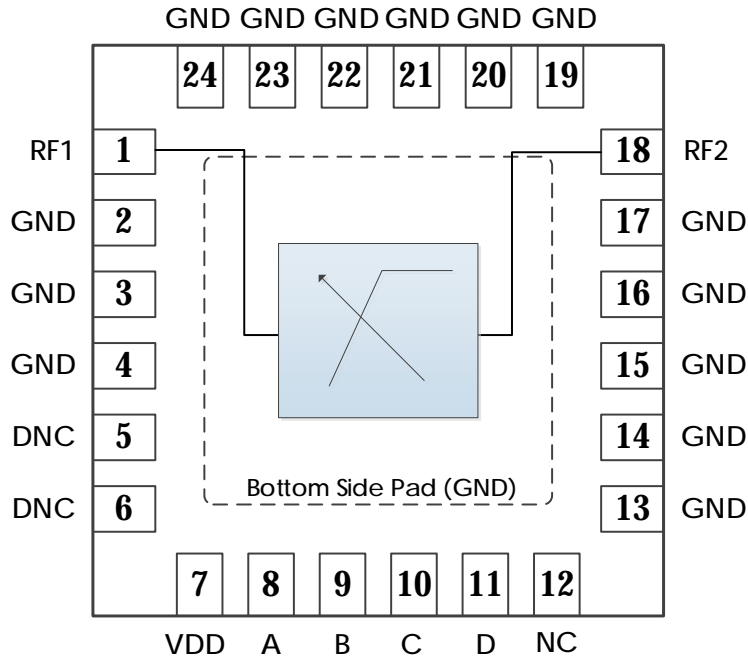 GND GND GND GND GND GND
24 23 22 21 20 19
RF1 1 18 RF2
GND 2 17 GND
GND 3 16 GND
GND 4 15 GND
DNC 5 14 GND
DNC 6 13 GND
Bottom Side Pad (GND)
7 8 9 10 11 12
VDD A B C D NC